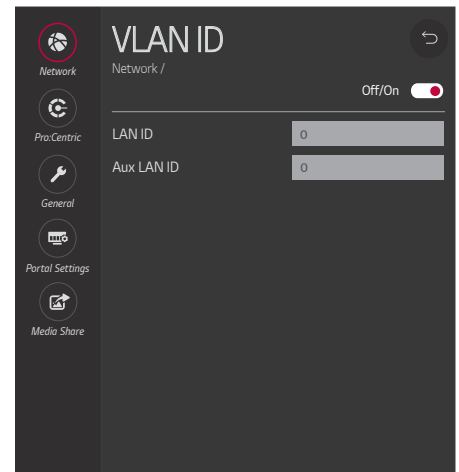 VLAN ID
Network /
Off/On
LAN ID 0
Aux LAN ID 0
Network
Pro:Centric
General
Portal Settings
Media Share